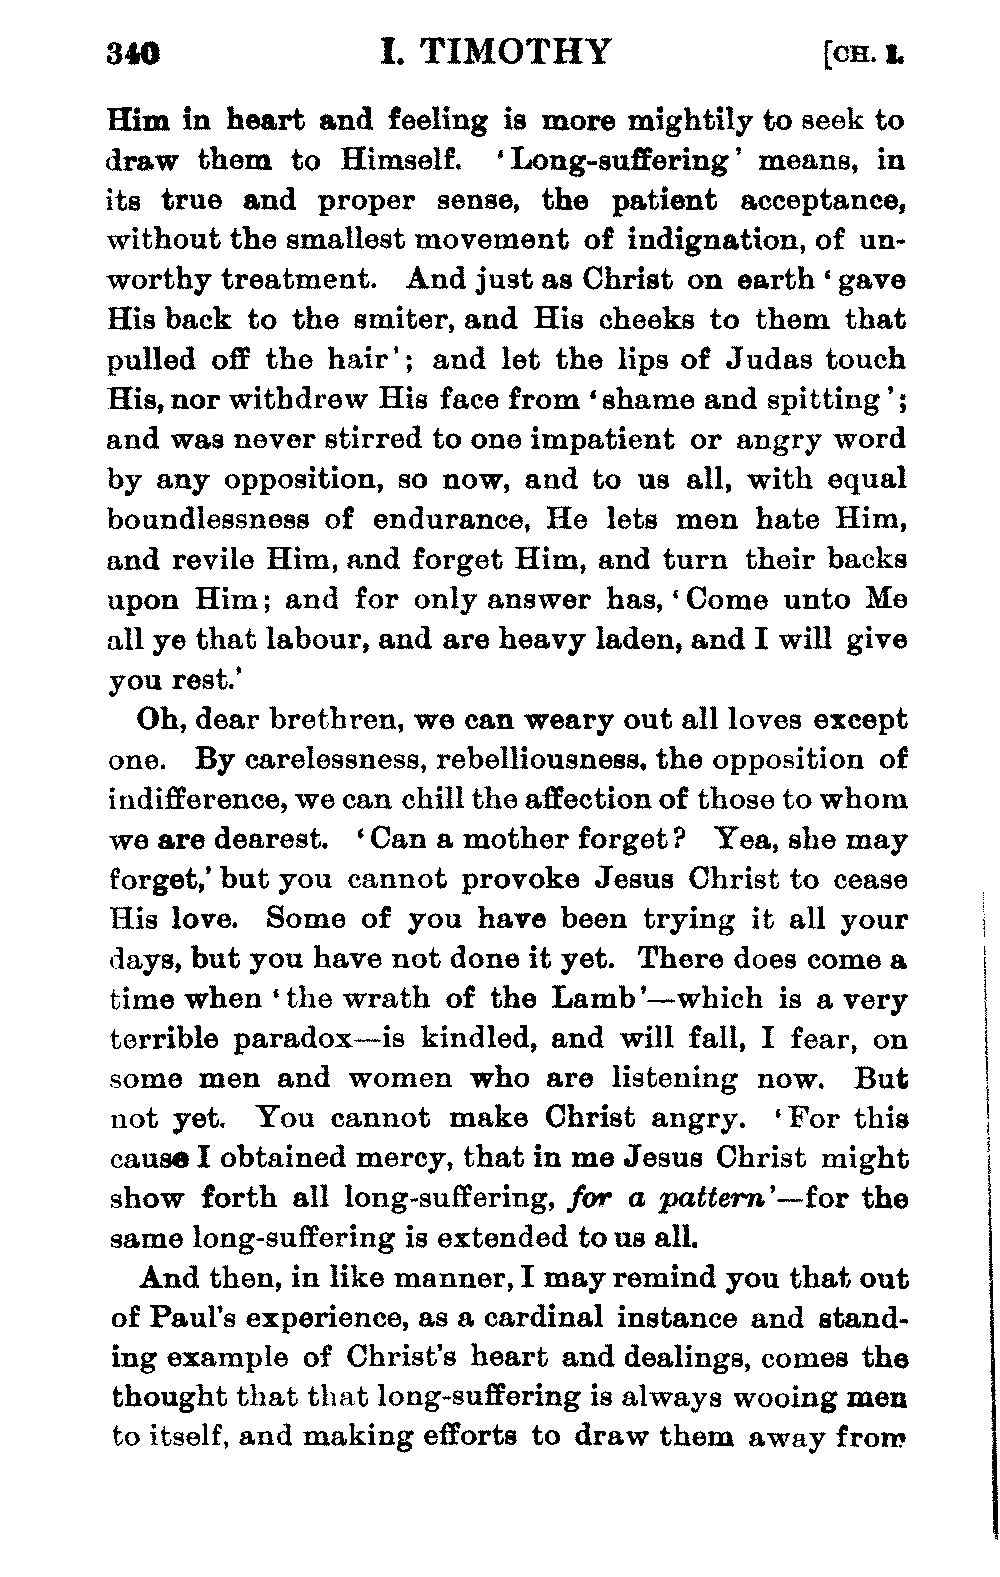 340 I. TIMOTHY [CH. I.
Him in heart and feeling is more mightily to seek to
draw them to Himself. ‘Long-suffering’ means, in
its true and proper sense, the patient acceptance,
without the smallest movement of indignation, of un-
worthy treatment. And just as Christ on earth ‘gave
His back to the smiter, and His cheeks to them that
pulled off the hair’; and let the lips of Judas touch
His, nor withdrew His face from ‘shame and spitting’;
and was never stirred to one impatient or angry word
by any opposition, so now, and to us all, with equal
boundlessness of endurance, He lets men hate Him,
and revile Him, and forget Him, and turn their backs
upon Him; and for only answer has, ‘Come unto Me
all ye that labour, and are heavy laden, and I will give
you rest.’
Oh, dear brethren, we can weary out all loves except
one. By carelessness, rebelliousness, the opposition of
indifference, we can chill the affection of those to whom
we are dearest. ‘Can a mother forget? Yea, she may
forget,’ but you cannot provoke Jesus Christ to cease
His love. Some of you have been trying it all your
days, but you have not done it yet. There does come a
time when ‘the wrath of the Lamb’—which is a very
terrible paradox—is kindled, and will fall, I fear, on
some men and women who are listening now. But
not yet. You cannot make Christ angry. ‘For this
cause I obtained mercy, that in me Jesus Christ might
show forth all long-suffering, for a pattern’—for the
same long-suffering is extended to us all.
And then, in like manner, I may remind you that out
of Paul’s experience, as a cardinal instance and stand-
ing example of Christ’s heart and dealings, comes the
thought that that long-suffering is always wooing men
to itself, and making efforts to draw them away from